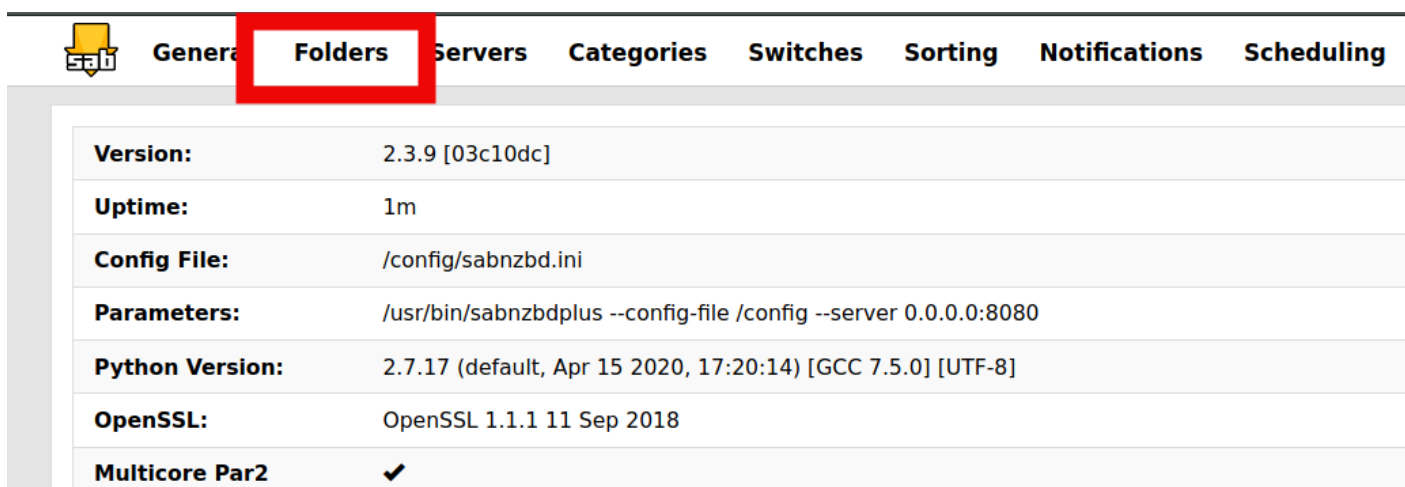 sab Genera Folders Servers Categories Switches Sorting Notifications Scheduling
Version: 2.3.9 [03c10dc]
Uptime: 1m
Config File: /config/sabnzbd.ini
Parameters: /usr/bin/sabnzbdplus --config-file /config --server 0.0.0.0:8080
Python Version: 2.7.17 (default, Apr 15 2020, 17:20:14) [GCC 7.5.0] [UTF-8]
OpenSSL: OpenSSL 1.1.1 11 Sep 2018
Multicore Par2 ✔